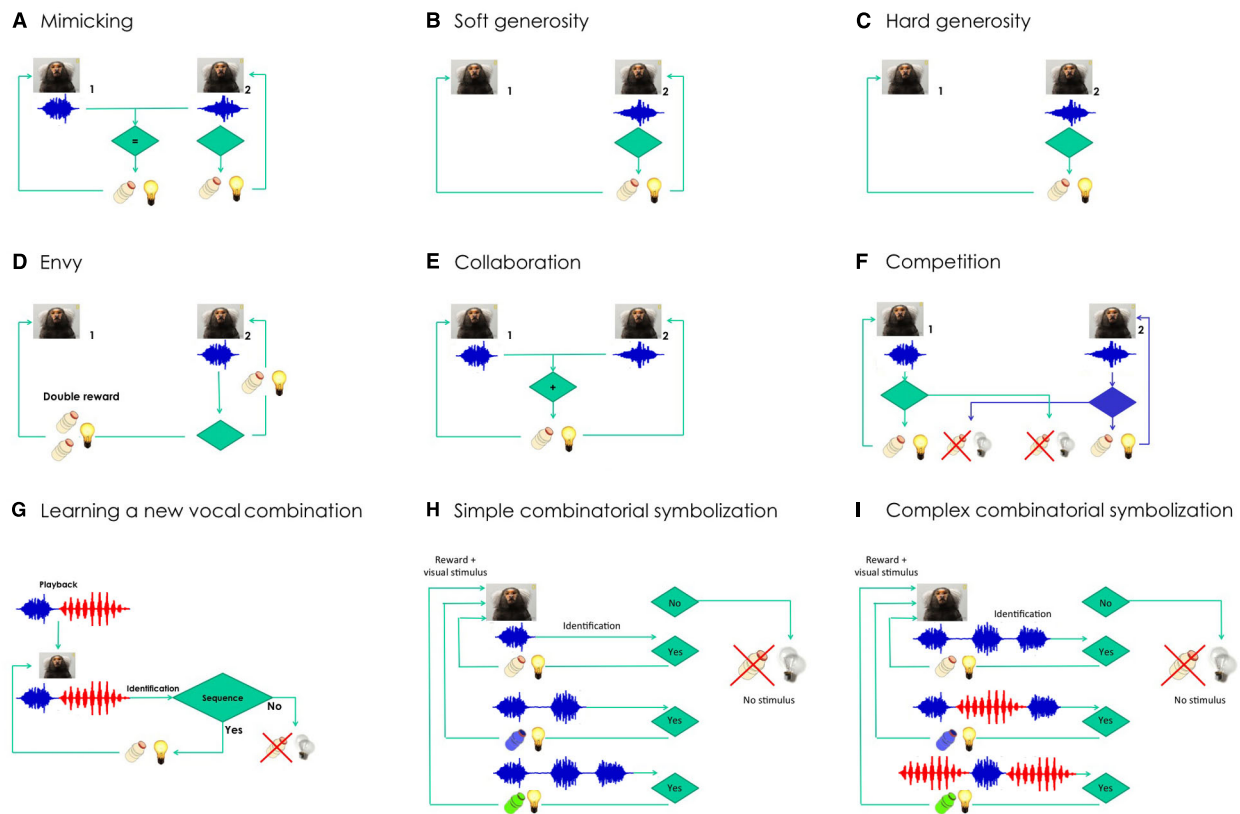 A Mimicking
1
2
=
B Soft generosity
1
2
C Hard generosity
1
2
D Envy
1
2
Double reward
E Collaboration
1
2
+
F Competition
1
2
G Learning a new vocal combination
Playback
Identification
Sequence
No
Yes
H Simple combinatorial symbolization
Reward +
visual stimulus
Identification
No
Yes
No stimulus
Yes
Yes
I Complex combinatorial symbolization
Reward +
visual stimulus
Identification
No
Yes
No stimulus
Yes
Yes